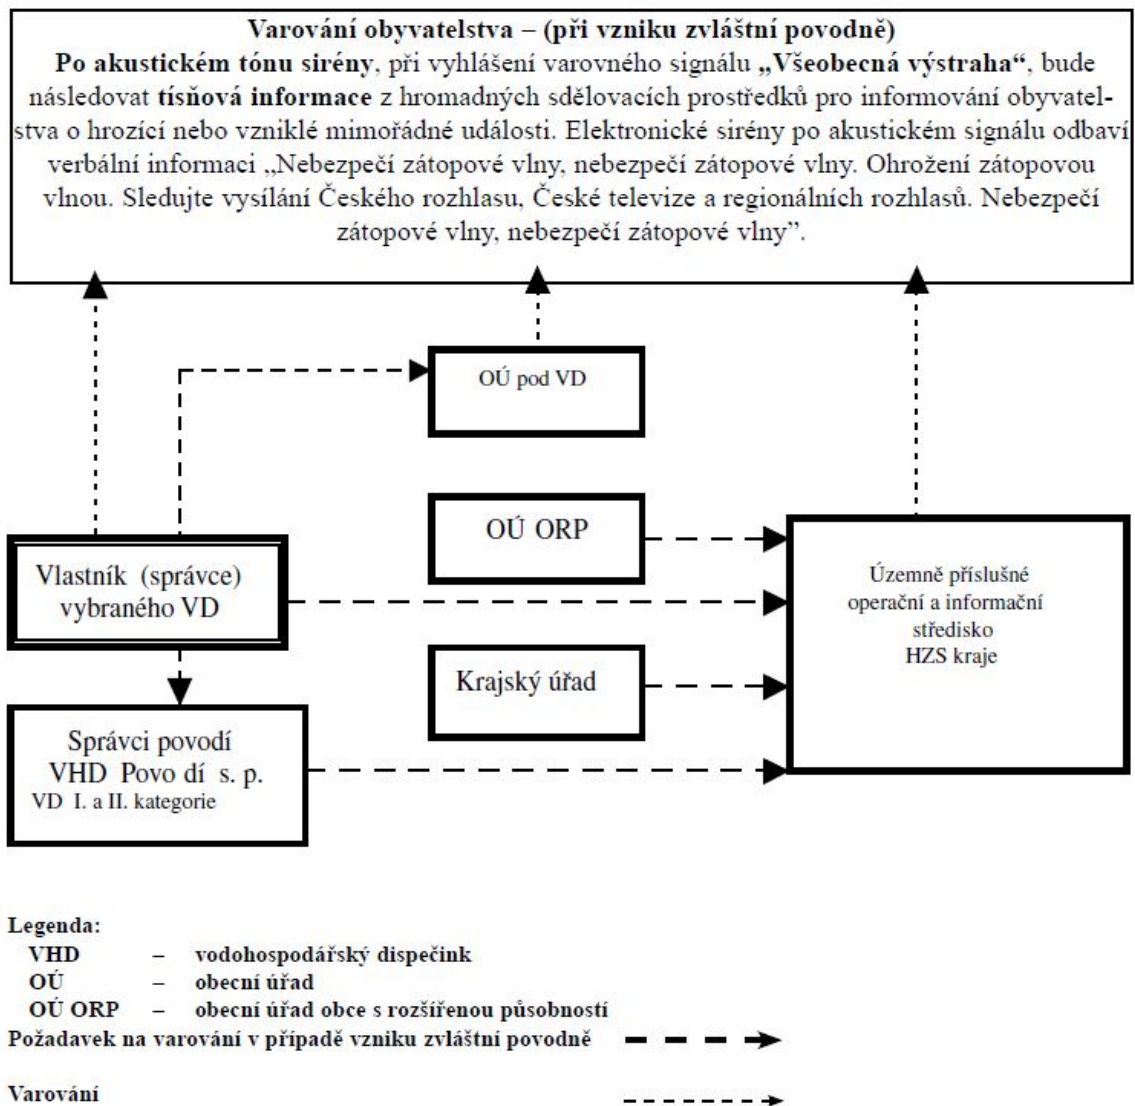 Varování obyvatelstva – (při vzniku zvláštní povodně)
Po akustickém tónu sirény, při vyhlášení varovného signálu „Všeobecná výstraha“, bude
následovat tísňová informace z hromadných sdělovacích prostředků pro informování obyvatel-
stva o hrozící nebo vzniklé mimořádné události. Elektronické sirény po akustickém signálu odbaví
verbální informaci „Nebezpečí zátopové vlny, nebezpečí zátopové vlny. Ohrožení zátopovou
vlnou. Sledujte vysílání Českého rozhlasu, České televize a regionálních rozhlasů. Nebezpečí
zátopové vlny, nebezpečí zátopové vlny”.
OÚ pod VD
OÚ ORP
Vlastník (správce)
vybraného VD
Územně příslušné
operační a informační
středisko
HZS kraje
Krajský úřad
Správci povodí
VHD Povo dí s. p.
VD I. a II. kategorie
Legenda:
VHD – vodohospodářský dispečink
OÚ – obecní úřad
OÚ ORP – obecní úřad obce s rozšířenou působností
Požadavek na varování v případě vzniku zvláštní povodně
Varování